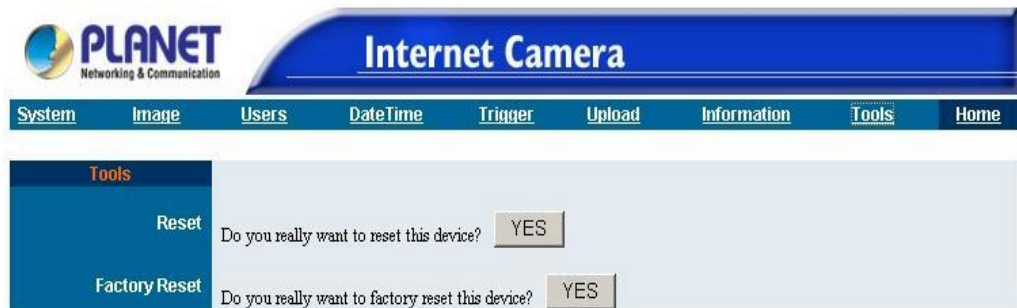 PLANET
Networking & Communication
Internet Camera
System Image Users DateTime Trigger Upload Information Tools Home
Tools
Reset Do you really want to reset this device? YES
Factory Reset Do you really want to factory reset this device? YES